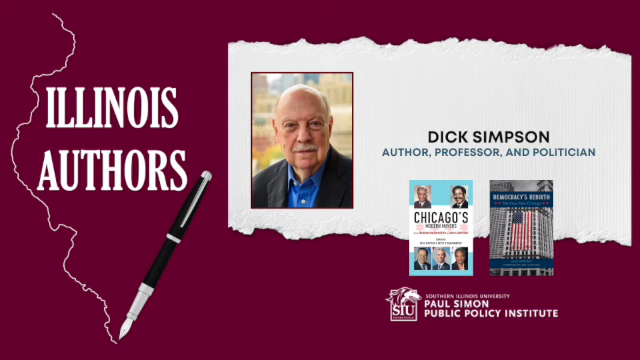 ILLINOIS
AUTHORS
DICK SIMPSON
AUTHOR, PROFESSOR, AND POLITICIAN
CHICAGO'S
MODERN MAYORS
DEMOCRACY'S REBIRTH
SOUTHERN ILLINOIS UNIVERSITY
SIU
PAUL SIMON
PUBLIC POLICY INSTITUTE